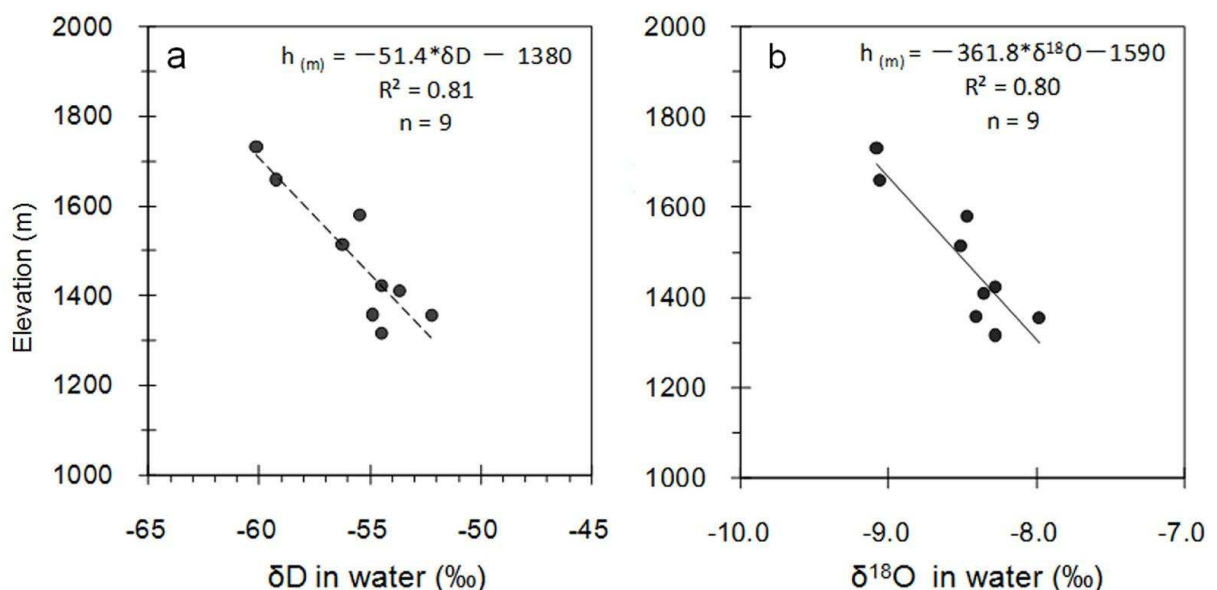 a
h (m) = −51.4*δD − 1380
R² = 0.81
n = 9
2000
1800
1600
1400
1200
1000
Elevation (m)
-65 -60 -55 -50 -45
δD in water (‰)
b
h (m) = −361.8*δ¹⁸O−1590
R² = 0.80
n = 9
2000
1800
1600
1400
1200
1000
-10.0 -9.0 -8.0 -7.0
δ¹⁸O in water (‰)